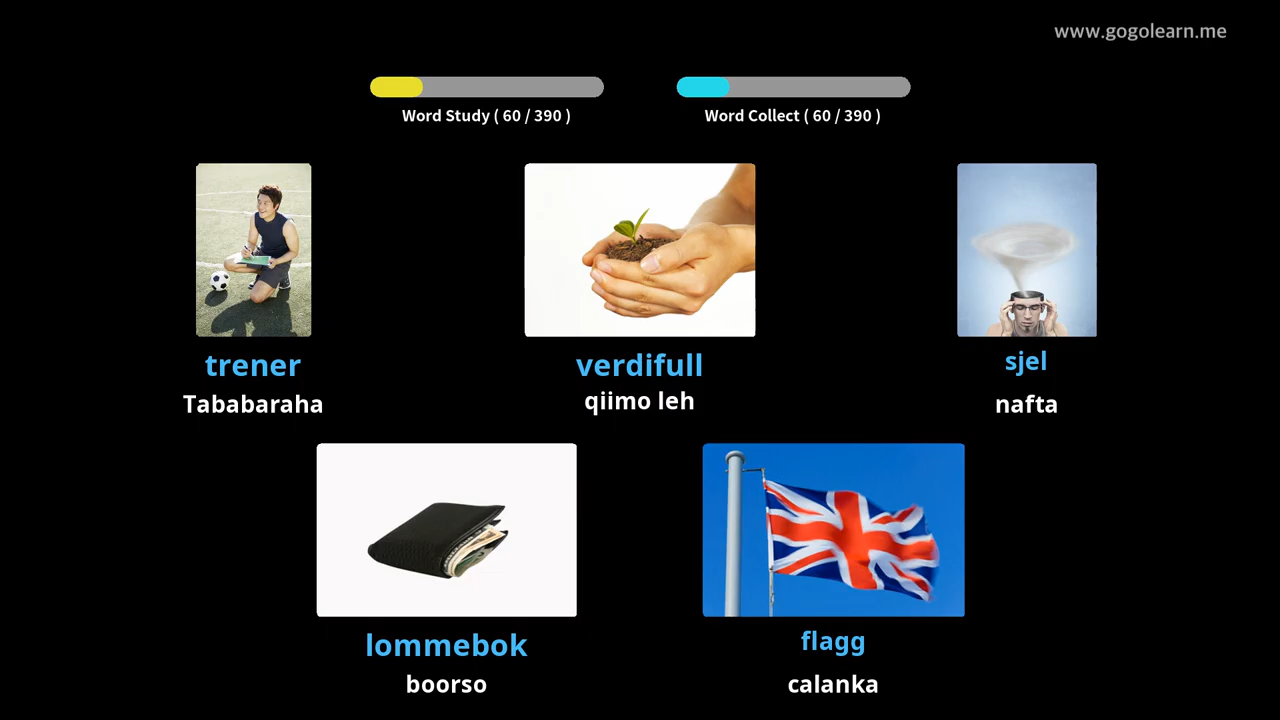 www.gogolearn.me
Word Study ( 60 / 390 )
Word Collect ( 60 / 390 )
trener
Tababaraha
verdifull
qiimo leh
sjel
nafta
lommebok
boorso
flagg
calanka